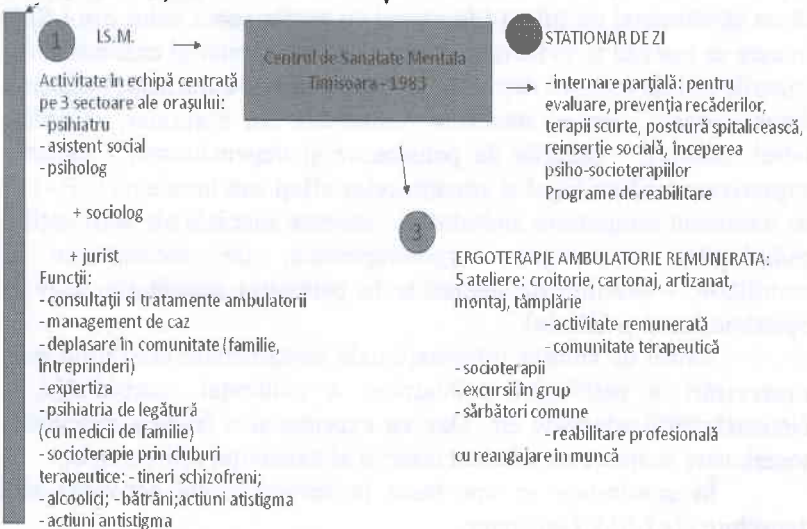 1
I.S.M.
Activitate în echipă centrată
pe 3 sectoare ale orașului:
-psihiatru
-asistent social
-psiholog
+ sociolog
+ jurist
Funcții:
- consultații si tratamente ambulatorii
-management de caz
-deplasare în comunitate (familie,
întreprinderi)
-expertiza
-psihiatria de legătură
(cu medicii de familie)
-socioterapie prin cluburi
terapeutice: -tineri schizofreni;
- alcoolici; - bătrâni;actiuni atistigma
- actiuni antistigma
Centrul de Sanatate Mentala
Timisoara - 1983
STATIONAR DE ZI
-internare parțială: pentru
evaluare, prevenția recăderilor,
terapii scurte, postcură spitalicească,
reinserție socială, începerea
psiho-socioterapiilor
Programe de reabilitare
3
ERGOTERAPIE AMBULATORIE REMUNERATA:
5 ateliere: croitorie, cartonaj, artizanat,
montaj, tâmplărie
-activitate remunerată
-comunitate terapeutică
-socioterapii
-excursii în grup
-sărbători comune
-reabilitare profesională
cu reangajare in muncă